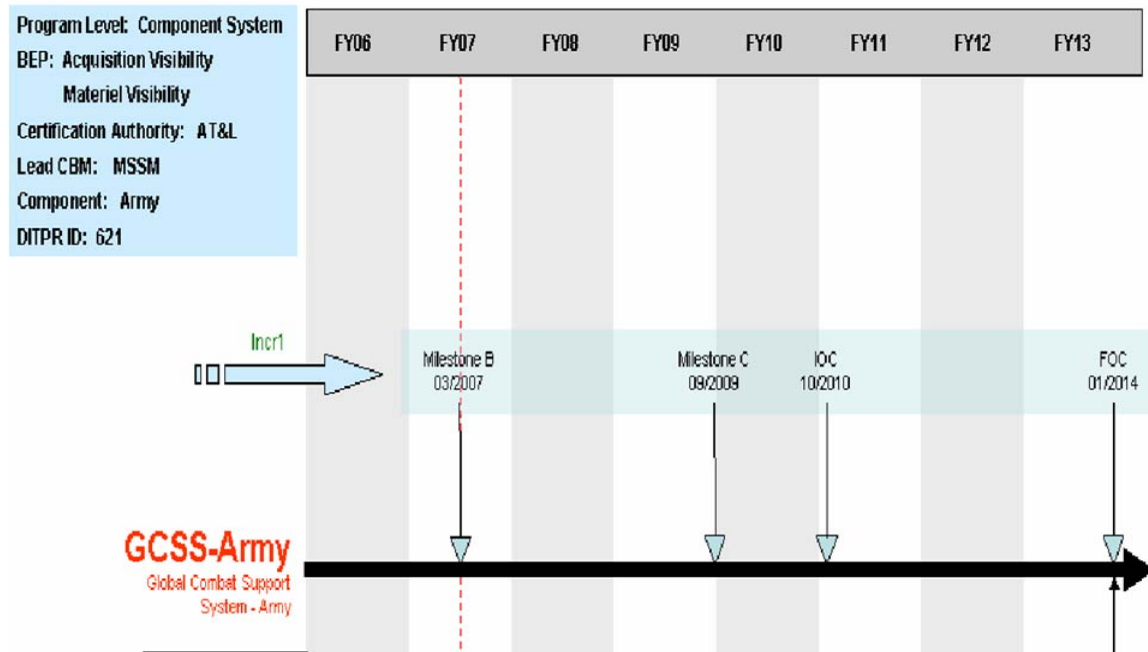 Program Level: Component System
BEP: Acquisition Visibility
Materiel Visibility
Certification Authority: AT&L
Lead CBM: MSSM
Component: Army
DITPR ID: 621
FY06 FY07 FY08 FY09 FY10 FY11 FY12 FY13
Incr1
Milestone B
03/2007
Milestone C
09/2009
IOC
10/2010
FOC
01/2014
GCSS-Army
Global Combat Support
System - Army